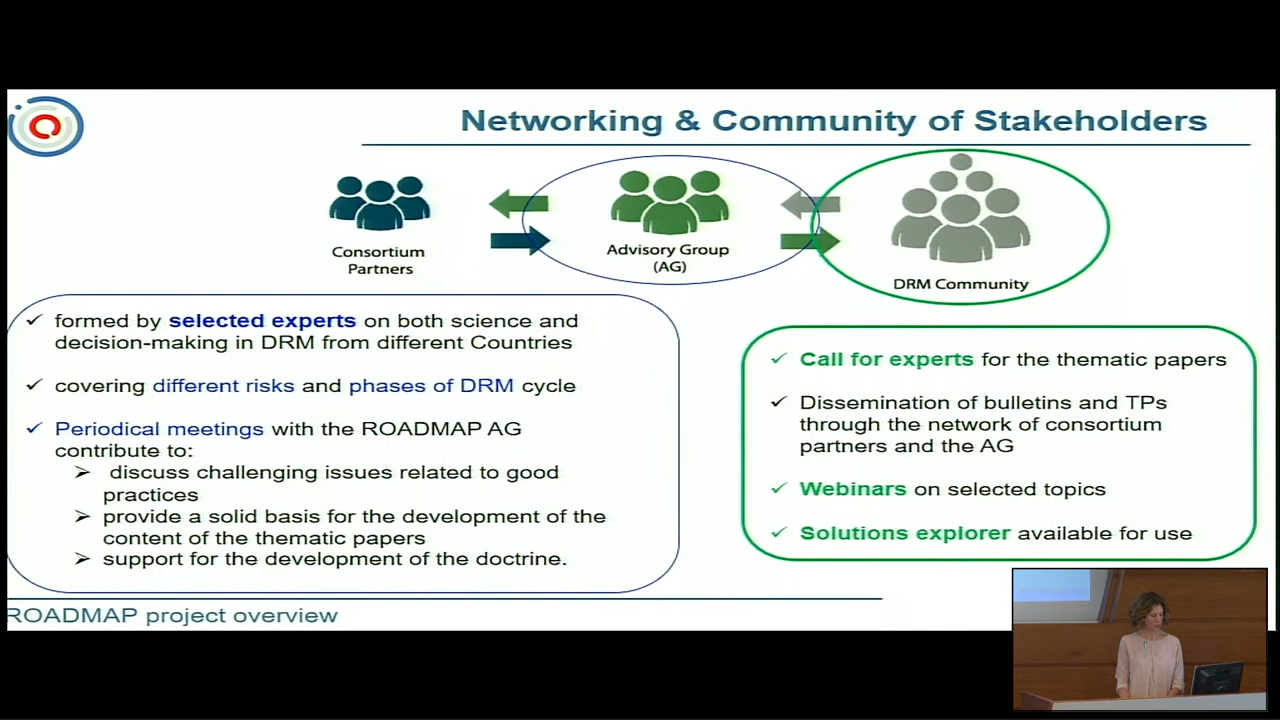 Networking & Community of Stakeholders
Consortium
Partners
Advisory Group
(AG)
DRM Community
✓ formed by selected experts on both science and
decision-making in DRM from different Countries
✓ covering different risks and phases of DRM cycle
✓ Periodical meetings with the ROADMAP AG
contribute to:
➢ discuss challenging issues related to good
practices
➢ provide a solid basis for the development of the
content of the thematic papers
➢ support for the development of the doctrine.
✓ Call for experts for the thematic papers
✓ Dissemination of bulletins and TPs
through the network of consortium
partners and the AG
✓ Webinars on selected topics
✓ Solutions explorer available for use
ROADMAP project overview